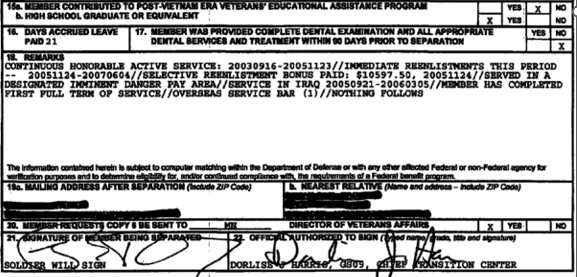 15a. MEMBER CONTRIBUTED TO POST-VIETNAM ERA VETERANS' EDUCATIONAL ASSISTANCE PROGRAM YES X NO
b. HIGH SCHOOL GRADUATE OR EQUIVALENT X YES NO
16. DAYS ACCRUED LEAVE PAID 21
17. MEMBER WAS PROVIDED COMPLETE DENTAL EXAMINATION AND ALL APPROPRIATE DENTAL SERVICES AND TREATMENT WITHIN 90 DAYS PRIOR TO SEPARATION YES NO X
18. REMARKS
CONTINUOUS HONORABLE ACTIVE SERVICE: 20030916-20051123//IMMEDIATE REENLISTMENTS THIS PERIOD
-- 20051124-20070604//SELECTIVE REENLISTMENT BONUS PAID: $10597.50, 20051124//SERVED IN A
DESIGNATED IMMINENT DANGER PAY AREA//SERVICE IN IRAQ 20050921-20060305//MEMBER HAS COMPLETED
FIRST FULL TERM OF SERVICE//OVERSEAS SERVICE BAR (1)//NOTHING FOLLOWS
The information contained herein is subject to computer matching within the Department of Defense or with any other affected Federal or non-Federal agency for
verification purposes and to determine eligibility for, and/or continued compliance with, the requirements of a Federal benefit program.
19a. MAILING ADDRESS AFTER SEPARATION (Include ZIP Code)
b. NEAREST RELATIVE (Name and address - include ZIP Code)
20. MEMBER REQUESTS COPY 6 BE SENT TO MN DIRECTOR OF VETERANS AFFAIRS X YES NO
21. SIGNATURE OF MEMBER BEING SEPARATED
SOLDIER WILL SIGN
22. OFFICIAL AUTHORIZED TO SIGN (Typed name, grade, title and signature)
DORLISE J HARRIS, GS09, CHIEF TRANSITION CENTER